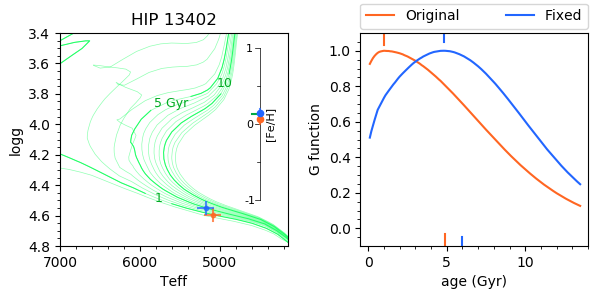 HIP 13402
Original
Fixed
3.4
3.6
3.8
4.0
4.2
4.4
4.6
4.8
logg
7000
6000
5000
Teff
5 Gyr
10
1
1
0
-1
[Fe/H]
1.0
0.8
0.6
0.4
0.2
0.0
G function
0
5
10
age (Gyr)